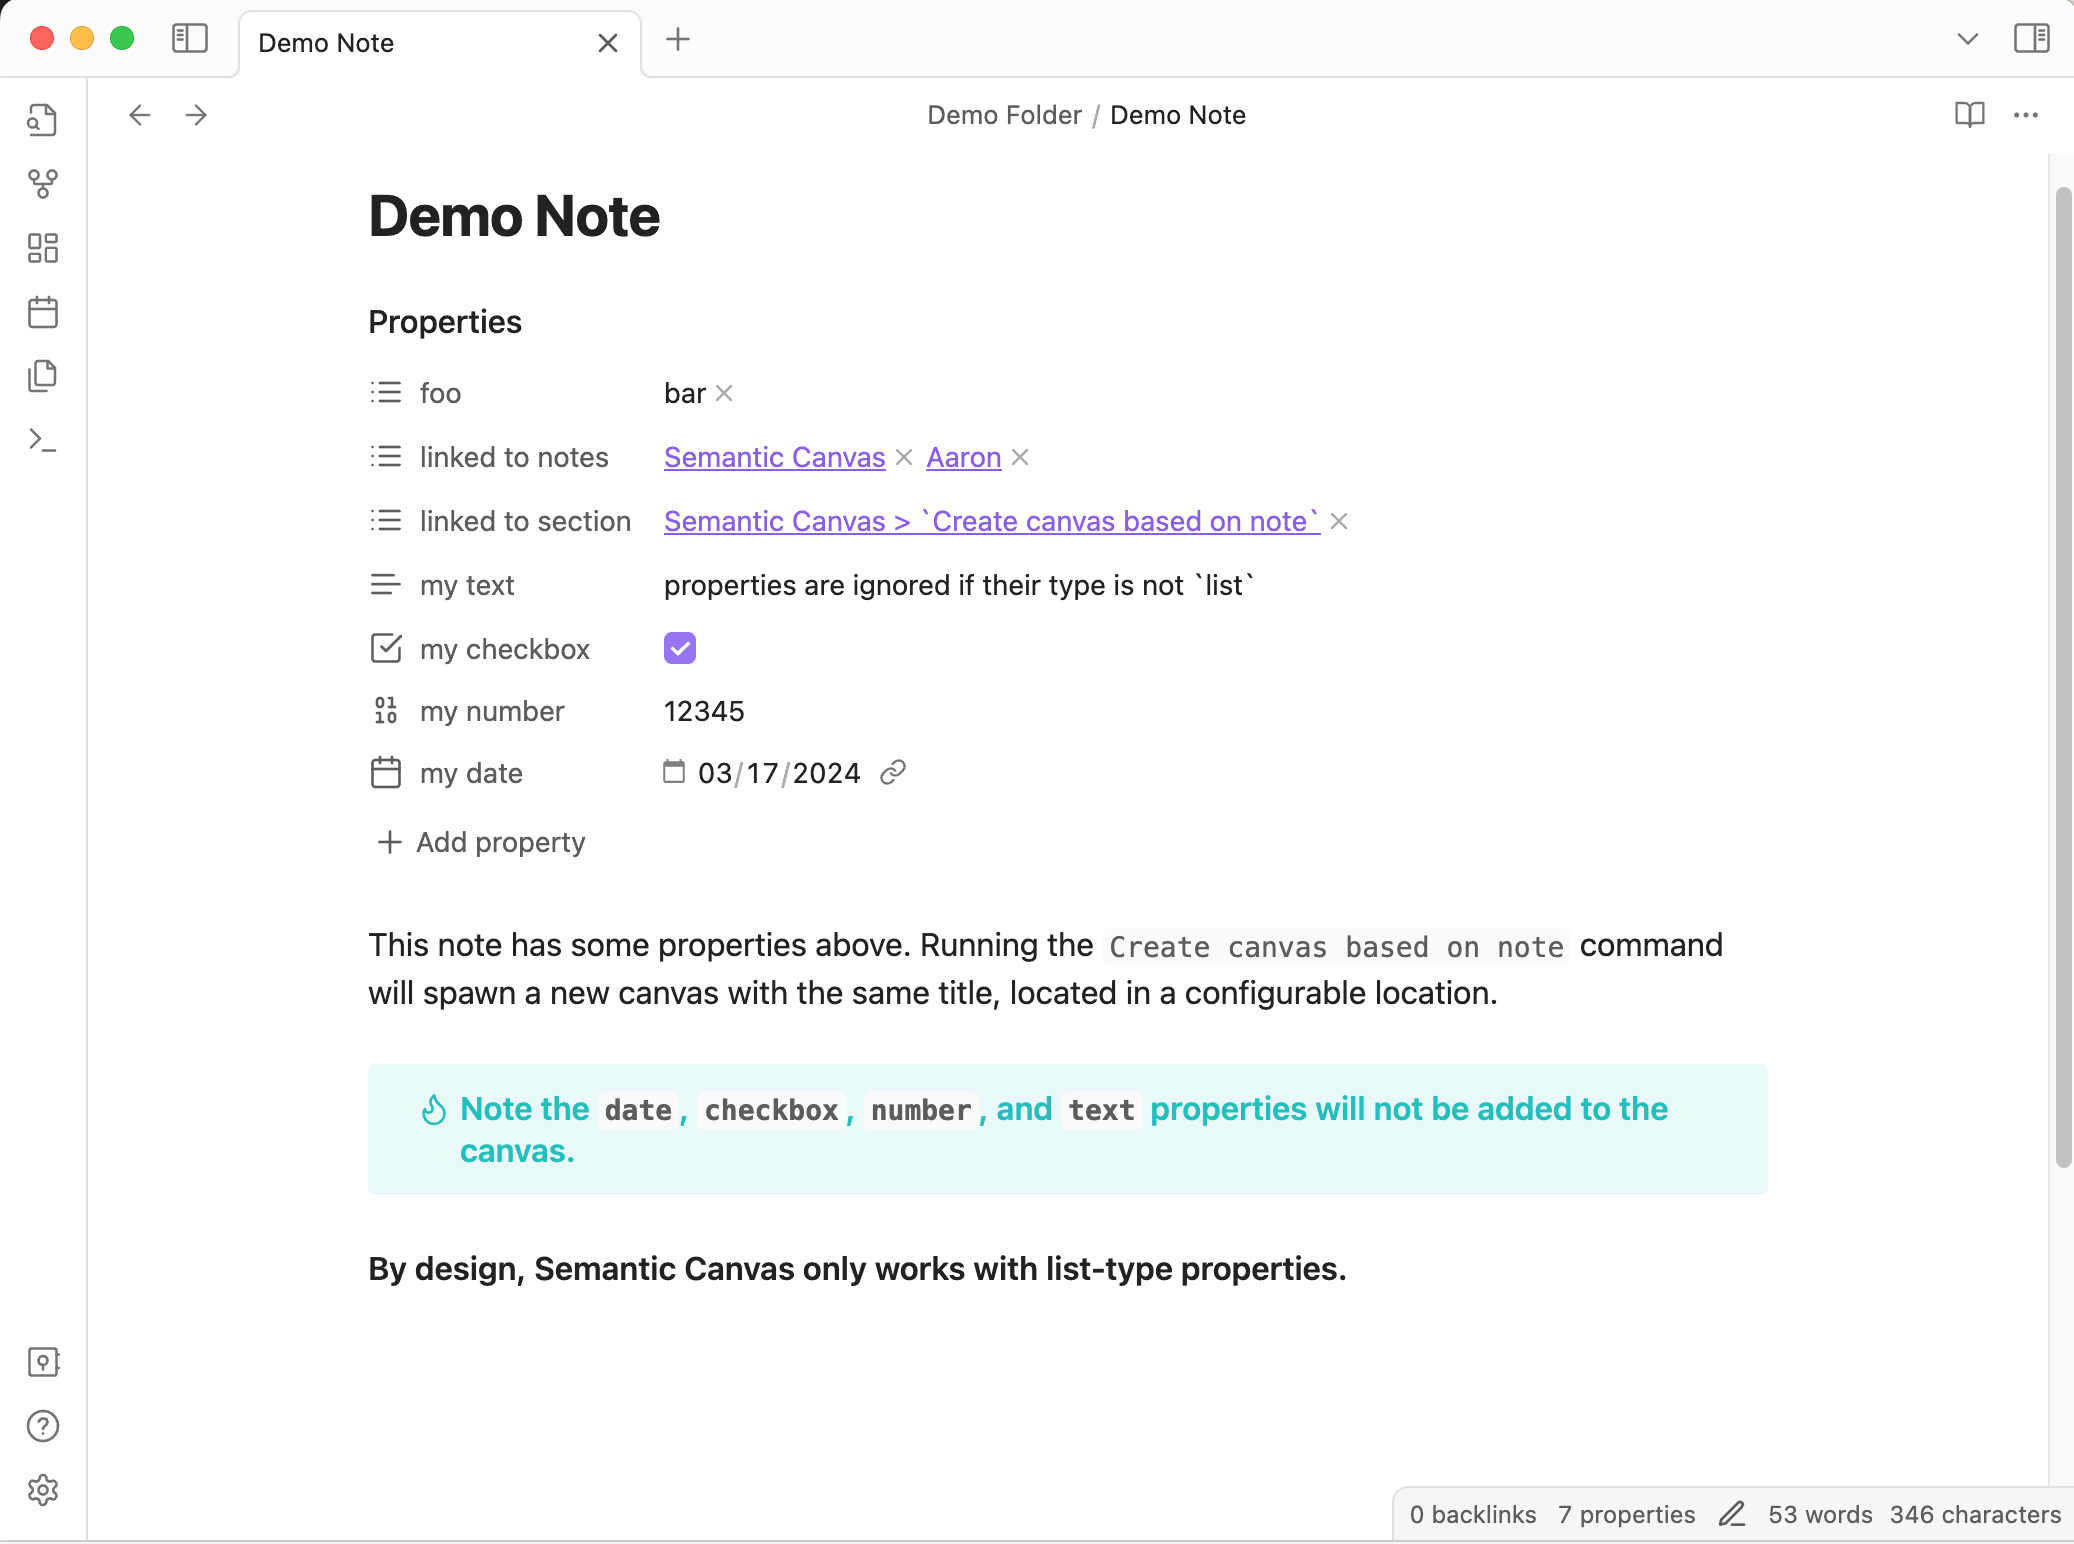 Demo Note
Demo Folder / Demo Note
Demo Note
Properties
foo bar
linked to notes Semantic Canvas Aaron
linked to section Semantic Canvas > `Create canvas based on note`
my text properties are ignored if their type is not `list`
my checkbox
my number 12345
my date 03/17/2024
Add property
This note has some properties above. Running the Create canvas based on note command
will spawn a new canvas with the same title, located in a configurable location.
Note the date, checkbox, number, and text properties will not be added to the
canvas.
By design, Semantic Canvas only works with list-type properties.
0 backlinks 7 properties 53 words 346 characters